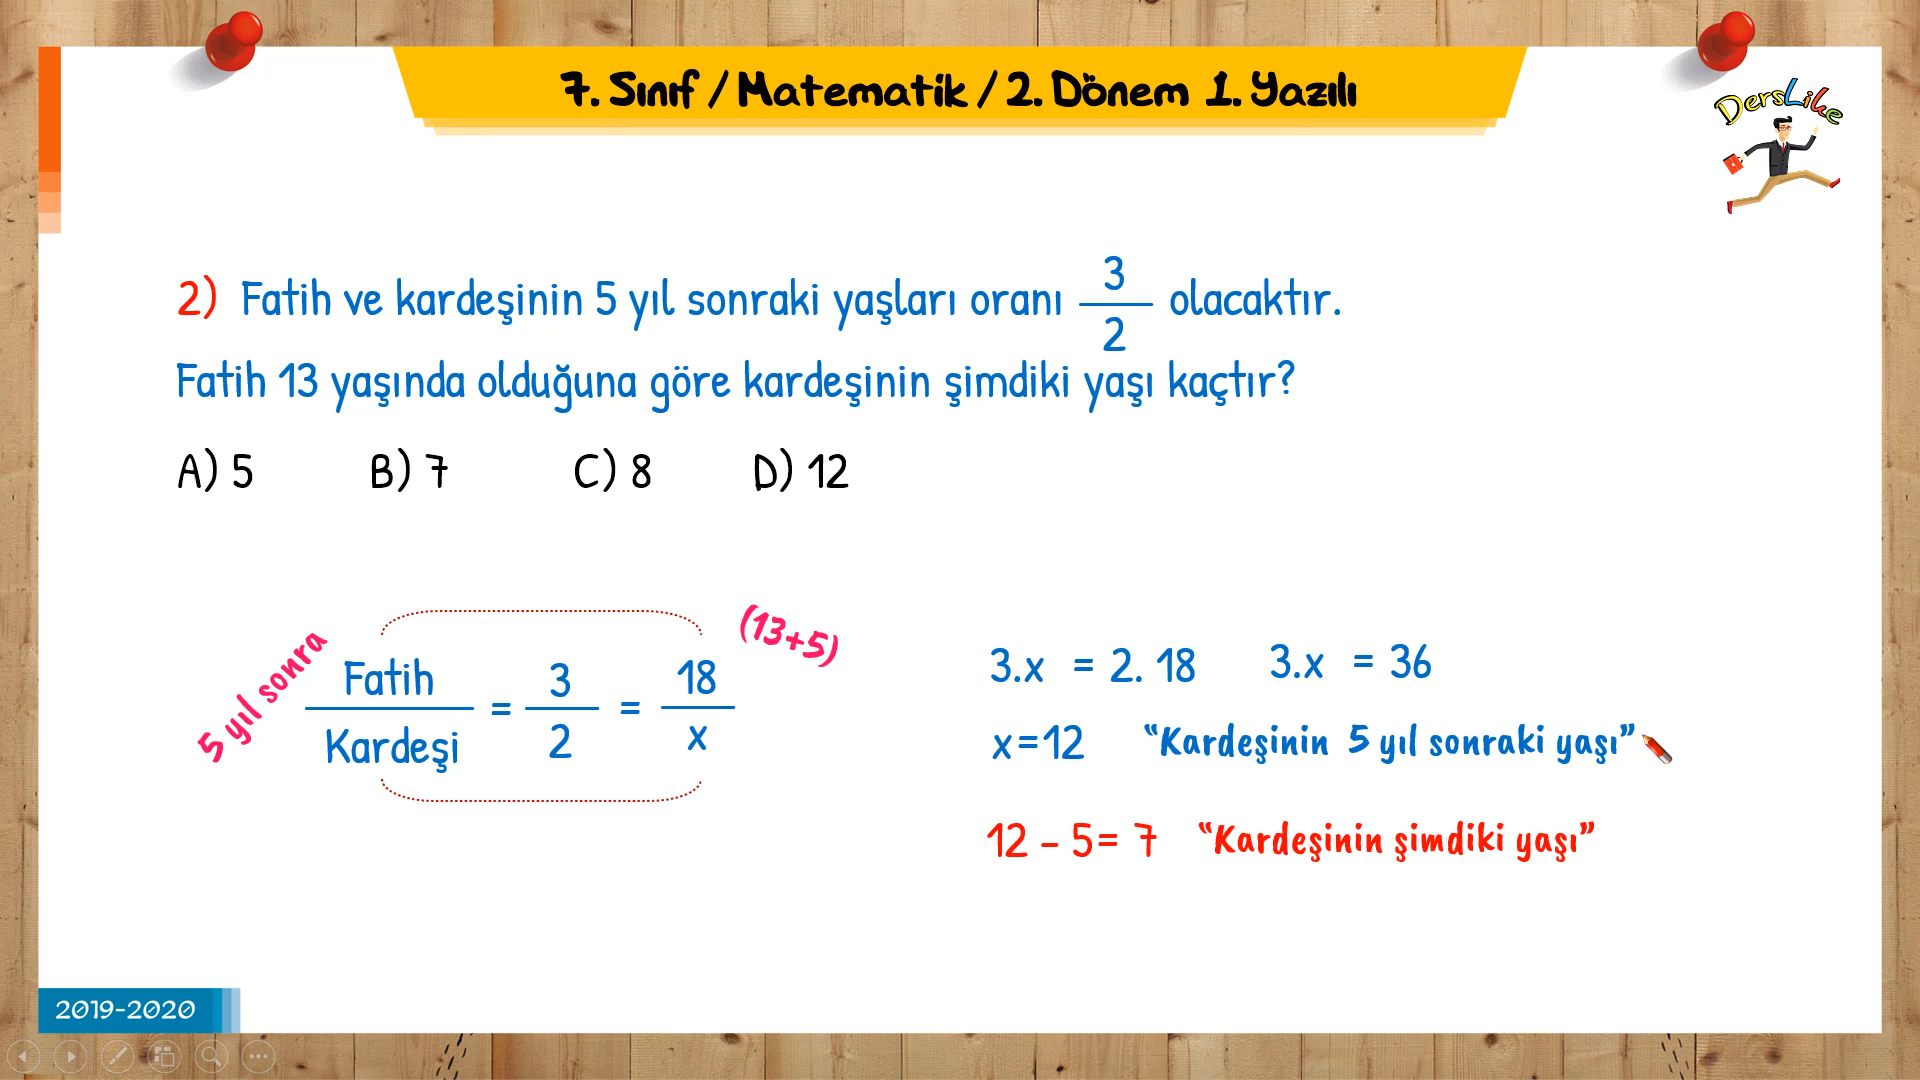 7. Sınıf / Matematik / 2. Dönem 1. Yazılı
DersLike
2) Fatih ve kardeşinin 5 yıl sonraki yaşları oranı 3/2 olacaktır.
Fatih 13 yaşında olduğuna göre kardeşinin şimdiki yaşı kaçtır?
A) 5 B) 7 C) 8 D) 12
5 yıl sonra
(13+5)
Fatih/Kardeşi = 3/2 = 18/x
3.x = 2. 18 3.x = 36
x=12 “Kardeşinin 5 yıl sonraki yaşı”
12 - 5= 7 “Kardeşinin şimdiki yaşı”
2019-2020